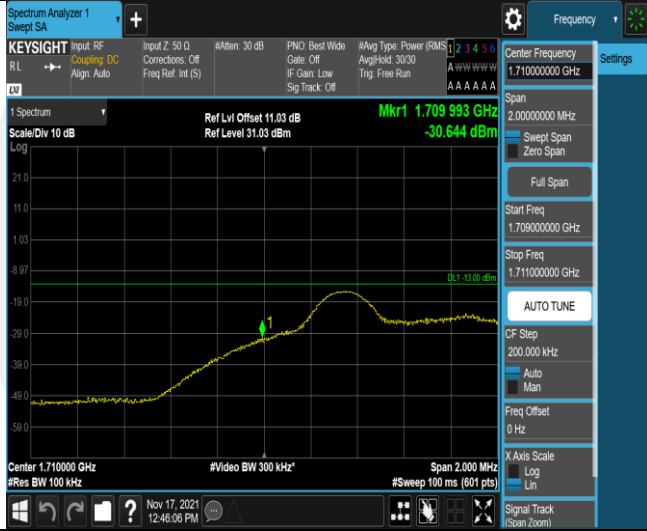 Spectrum Analyzer 1
Swept SA
Frequency
KEYSIGHT
RL
LXI
Input: RF
Coupling: DC
Align: Auto
Input Z: 50 Ω
Corrections: Off
Freq Ref: Int (S)
#Atten: 30 dB
PNO: Best Wide
Gate: Off
IF Gain: Low
Sig Track: Off
#Avg Type: Power (RMS
Avg|Hold: 30/30
Trig: Free Run
1 2 3 4 5 6
A W W W W W
A A A A A A
1 Spectrum
Scale/Div 10 dB
Log
Ref Lvl Offset 11.03 dB
Ref Level 31.03 dBm
Mkr1 1.709 993 GHz
-30.644 dBm
21.0
11.0
1.03
-8.97
DL1 -13.00 dBm
-19.0
-29.0
1
-39.0
-49.0
-59.0
Center 1.710000 GHz
#Res BW 100 kHz
#Video BW 300 kHz*
Span 2.000 MHz
#Sweep 100 ms (601 pts)
Nov 17, 2021
12:46:06 PM
Center Frequency
1.710000000 GHz
Span
2.00000000 MHz
Swept Span
Zero Span
Full Span
Start Freq
1.709000000 GHz
Stop Freq
1.711000000 GHz
AUTO TUNE
CF Step
200.000 kHz
Auto
Man
Freq Offset
0 Hz
X Axis Scale
Log
Lin
Signal Track
(Span Zoom)
Settings